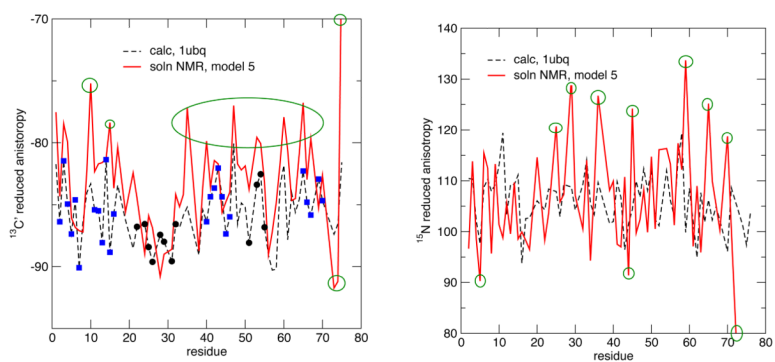 -70
-80
-90
0 10 20 30 40 50 60 70 80
residue
¹³C' reduced anistoropy
calc, 1ubq
soln NMR, model 5
140
130
120
110
100
90
80
0 10 20 30 40 50 60 70 80
residue
¹⁵N reduced anisotropy
calc, 1ubq
soln NMR, model 5